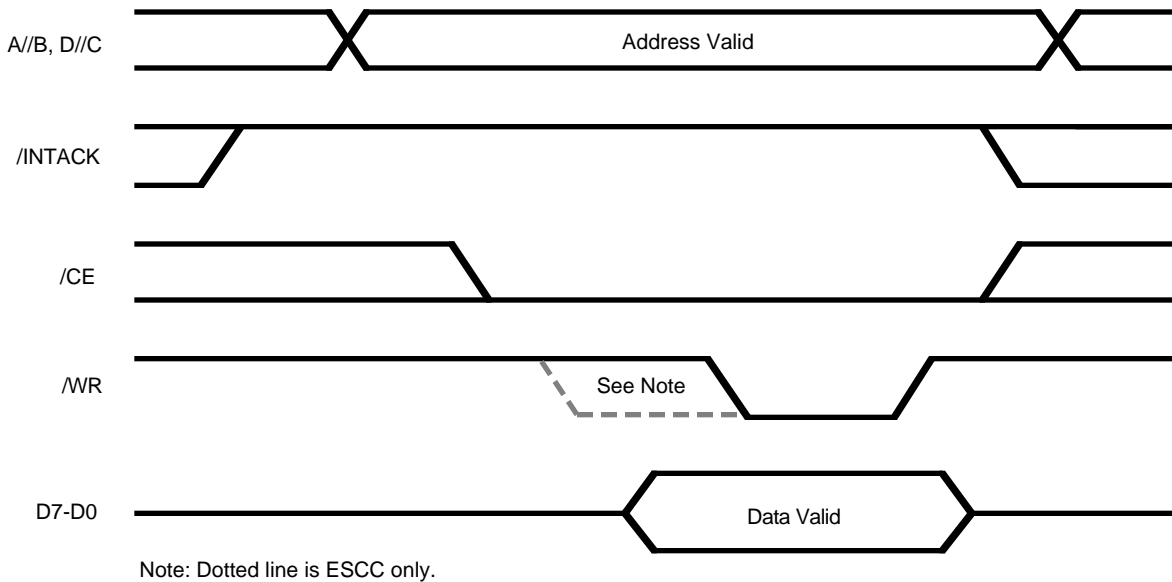 A//B, D//C
Address Valid
/INTACK
/CE
/WR
See Note
D7-D0
Data Valid
Note: Dotted line is ESCC only.